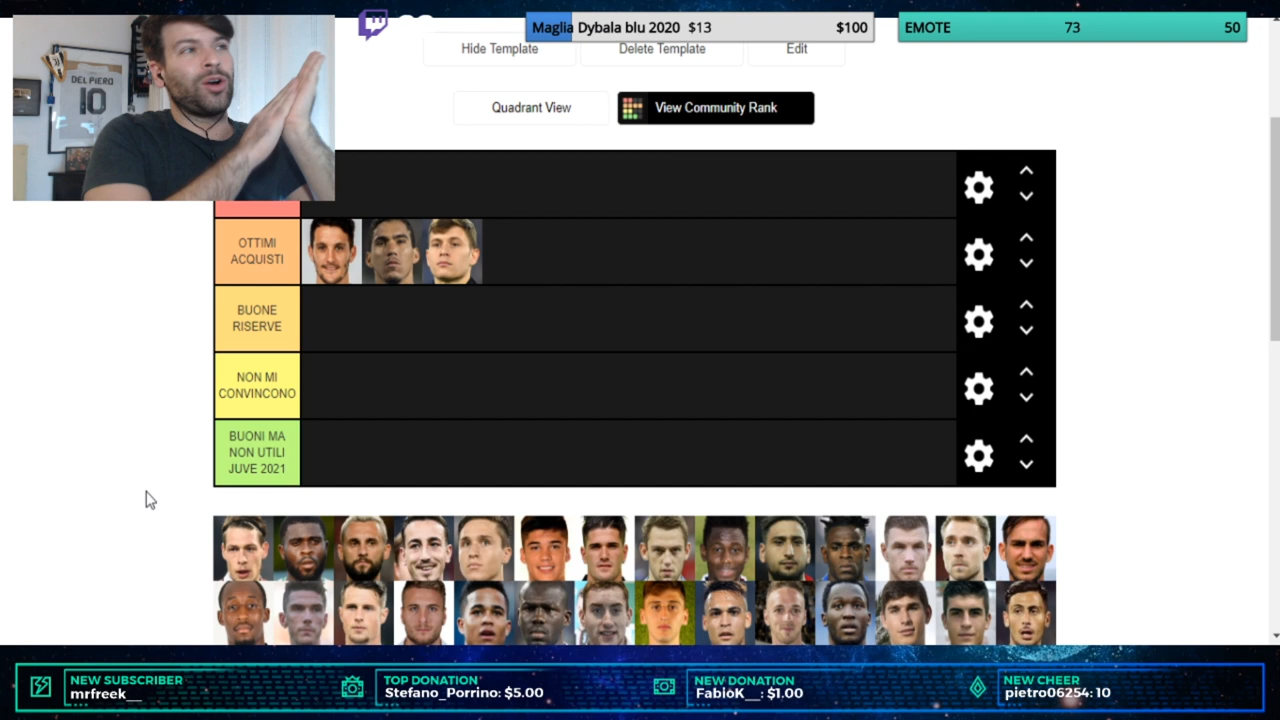 Maglia Dybala blu 2020 $13 $100
EMOTE 73 50
Hide Template
Delete Template
Edit
DEL PIERO
10
Quadrant View
View Community Rank
OTTIMI
ACQUISTI
BUONE
RISERVE
NON MI
CONVINCONO
BUONI MA
NON UTILI
JUVE 2021
NEW SUBSCRIBER
mrfreek__
TOP DONATION
Stefano_Porrino: $5.00
NEW DONATION
FabioK__: $1.00
NEW CHEER
pietro06254: 10